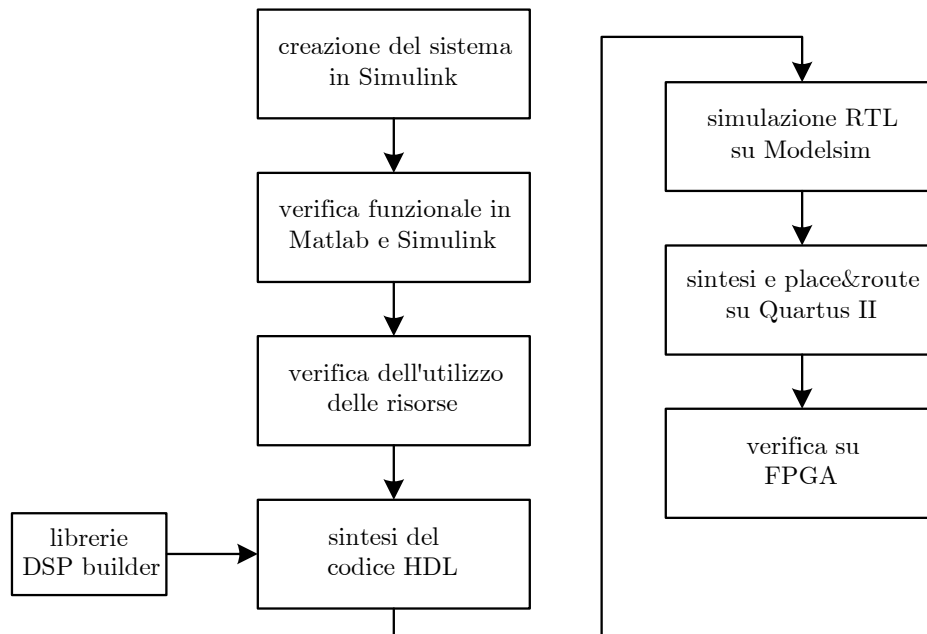 creazione del sistema
in Simulink
verifica funzionale in
Matlab e Simulink
verifica dell'utilizzo
delle risorse
librerie
DSP builder
sintesi del
codice HDL
simulazione RTL
su Modelsim
sintesi e place&route
su Quartus II
verifica su
FPGA